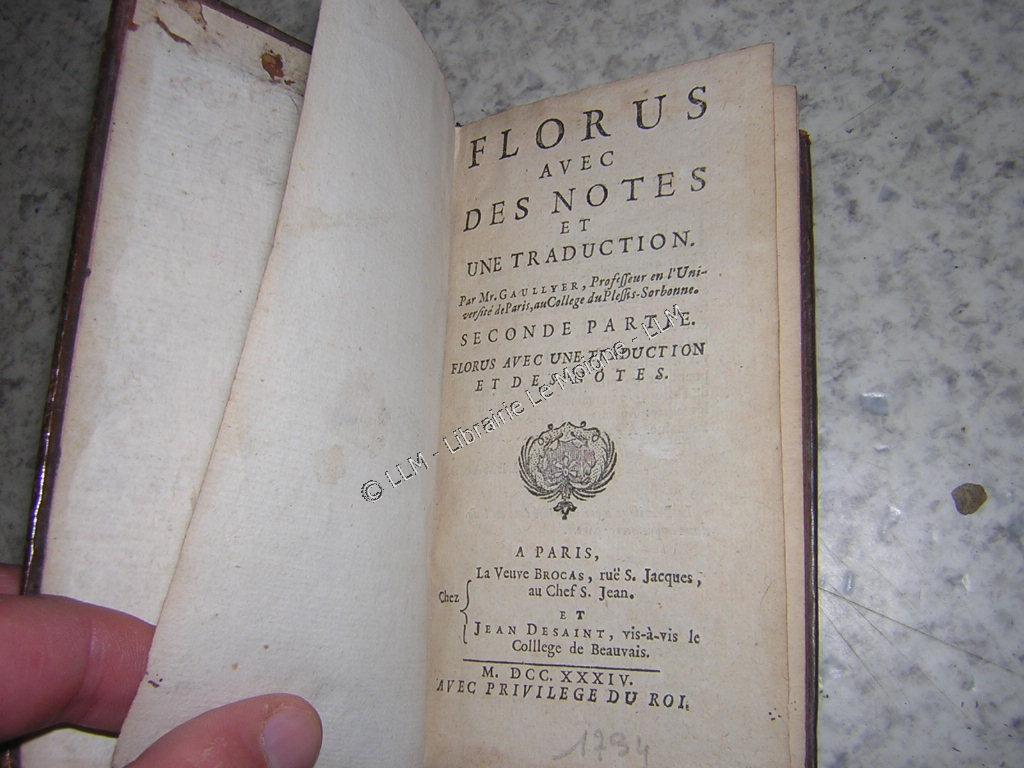 FLORUS
AVEC
DES NOTES
ET
UNE TRADUCTION.
Par Mr. GAULLYER, Professeur en l'Uni-
versité de Paris, au College du Plessis-Sorbonne.
SECONDE PARTIE.
FLORUS AVEC UNE TRADUCTION
ET DES NOTES.
© LLM - Librairie Le Moione - LLM
A PARIS,
Chez
La Veuve BROCAS, ruë S. Jacques,
au Chef S. Jean.
ET
JEAN DESAINT, vis-à-vis le
Colllege de Beauvais.
M. DCC. XXXIV.
AVEC PRIVILEGE DU ROI.
1734